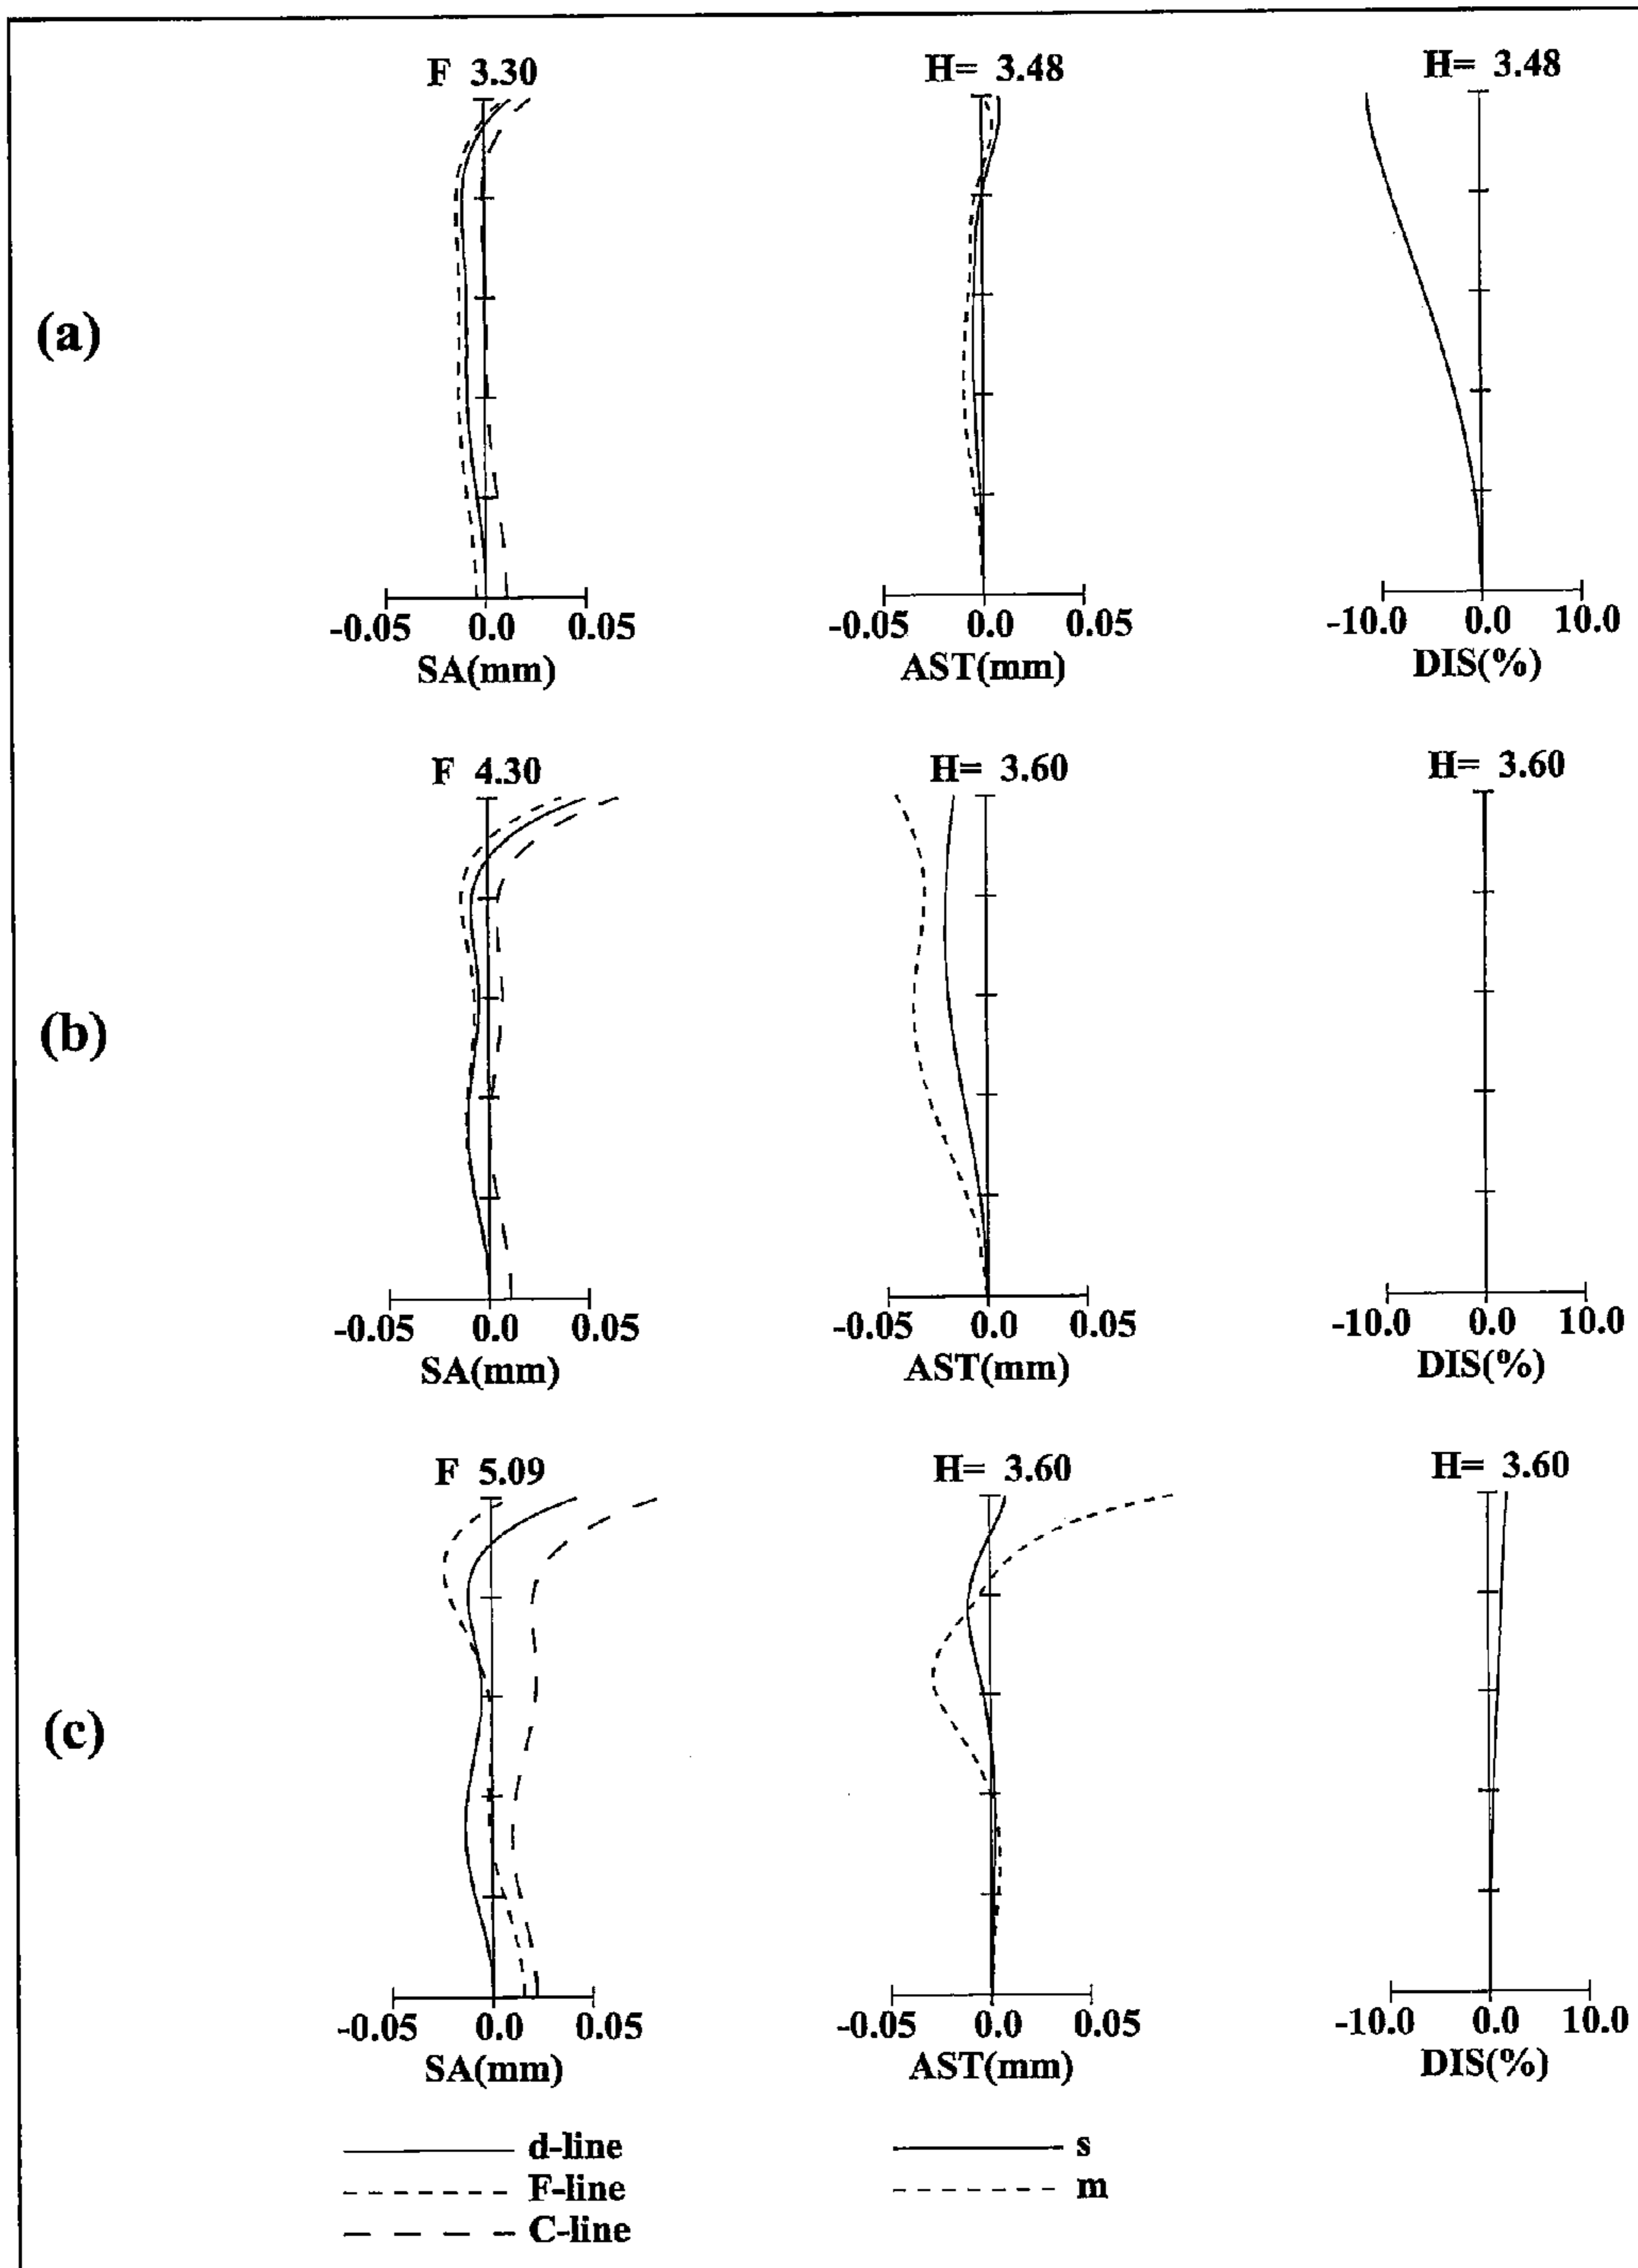 F 3.30
H= 3.48
H= 3.48
(a)
-0.05 0.0 0.05
SA(mm)
-0.05 0.0 0.05
AST(mm)
-10.0 0.0 10.0
DIS(%)
F 4.30
H= 3.60
H= 3.60
(b)
-0.05 0.0 0.05
SA(mm)
-0.05 0.0 0.05
AST(mm)
-10.0 0.0 10.0
DIS(%)
F 5.09
H= 3.60
H= 3.60
(c)
-0.05 0.0 0.05
SA(mm)
-0.05 0.0 0.05
AST(mm)
-10.0 0.0 10.0
DIS(%)
d-line
F-line
C-line
s
m